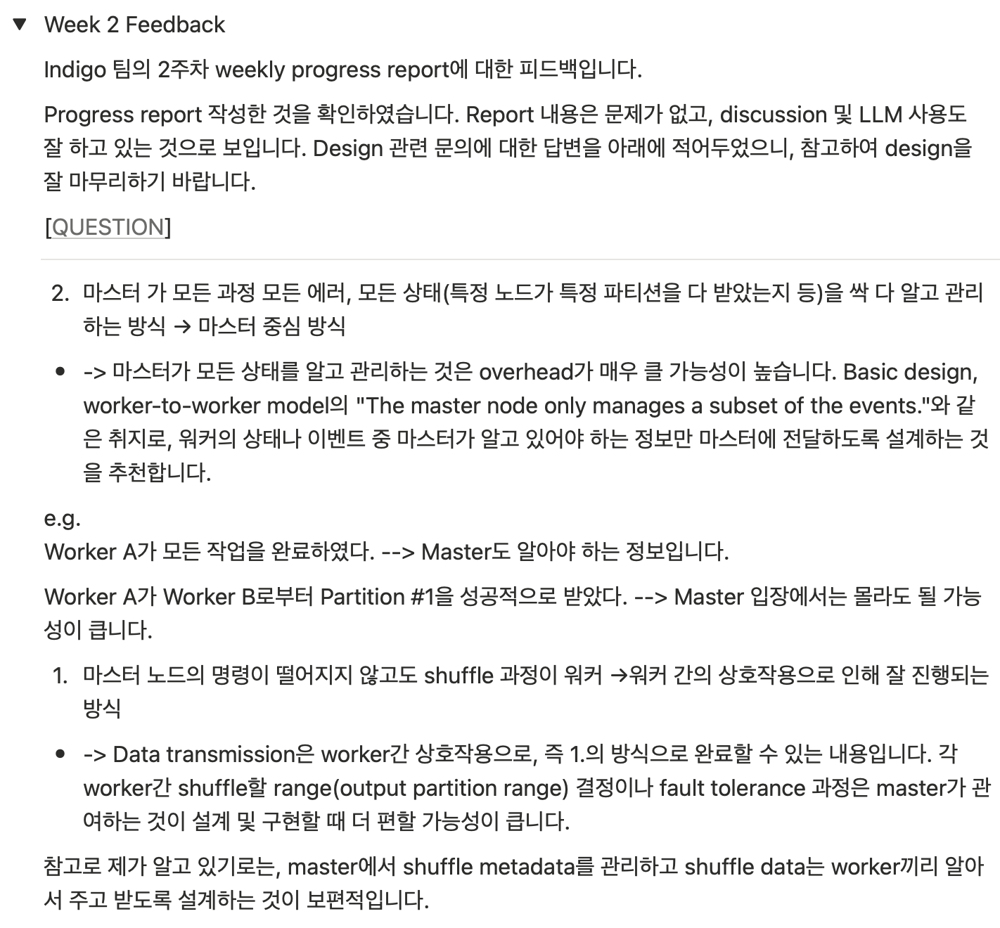 ▼ Week 2 Feedback
Indigo 팀의 2주차 weekly progress report에 대한 피드백입니다.
Progress report 작성한 것을 확인하였습니다. Report 내용은 문제가 없고, discussion 및 LLM 사용도
잘 하고 있는 것으로 보입니다. Design 관련 문의에 대한 답변을 아래에 적어두었으니, 참고하여 design을
잘 마무리하기 바랍니다.
[QUESTION]
2. 마스터 가 모든 과정 모든 에러, 모든 상태(특정 노드가 특정 파티션을 다 받았는지 등)을 싹 다 알고 관리
하는 방식 → 마스터 중심 방식
• -> 마스터가 모든 상태를 알고 관리하는 것은 overhead가 매우 클 가능성이 높습니다. Basic design,
worker-to-worker model의 "The master node only manages a subset of the events."와 같
은 취지로, 워커의 상태나 이벤트 중 마스터가 알고 있어야 하는 정보만 마스터에 전달하도록 설계하는 것
을 추천합니다.
e.g.
Worker A가 모든 작업을 완료하였다. --> Master도 알아야 하는 정보입니다.
Worker A가 Worker B로부터 Partition #1을 성공적으로 받았다. --> Master 입장에서는 몰라도 될 가능
성이 큽니다.
1. 마스터 노드의 명령이 떨어지지 않고도 shuffle 과정이 워커 →워커 간의 상호작용으로 인해 잘 진행되는
방식
• -> Data transmission은 worker간 상호작용으로, 즉 1.의 방식으로 완료할 수 있는 내용입니다. 각
worker간 shuffle할 range(output partition range) 결정이나 fault tolerance 과정은 master가 관
여하는 것이 설계 및 구현할 때 더 편할 가능성이 큽니다.
참고로 제가 알고 있기로는, master에서 shuffle metadata를 관리하고 shuffle data는 worker끼리 알아
서 주고 받도록 설계하는 것이 보편적입니다.